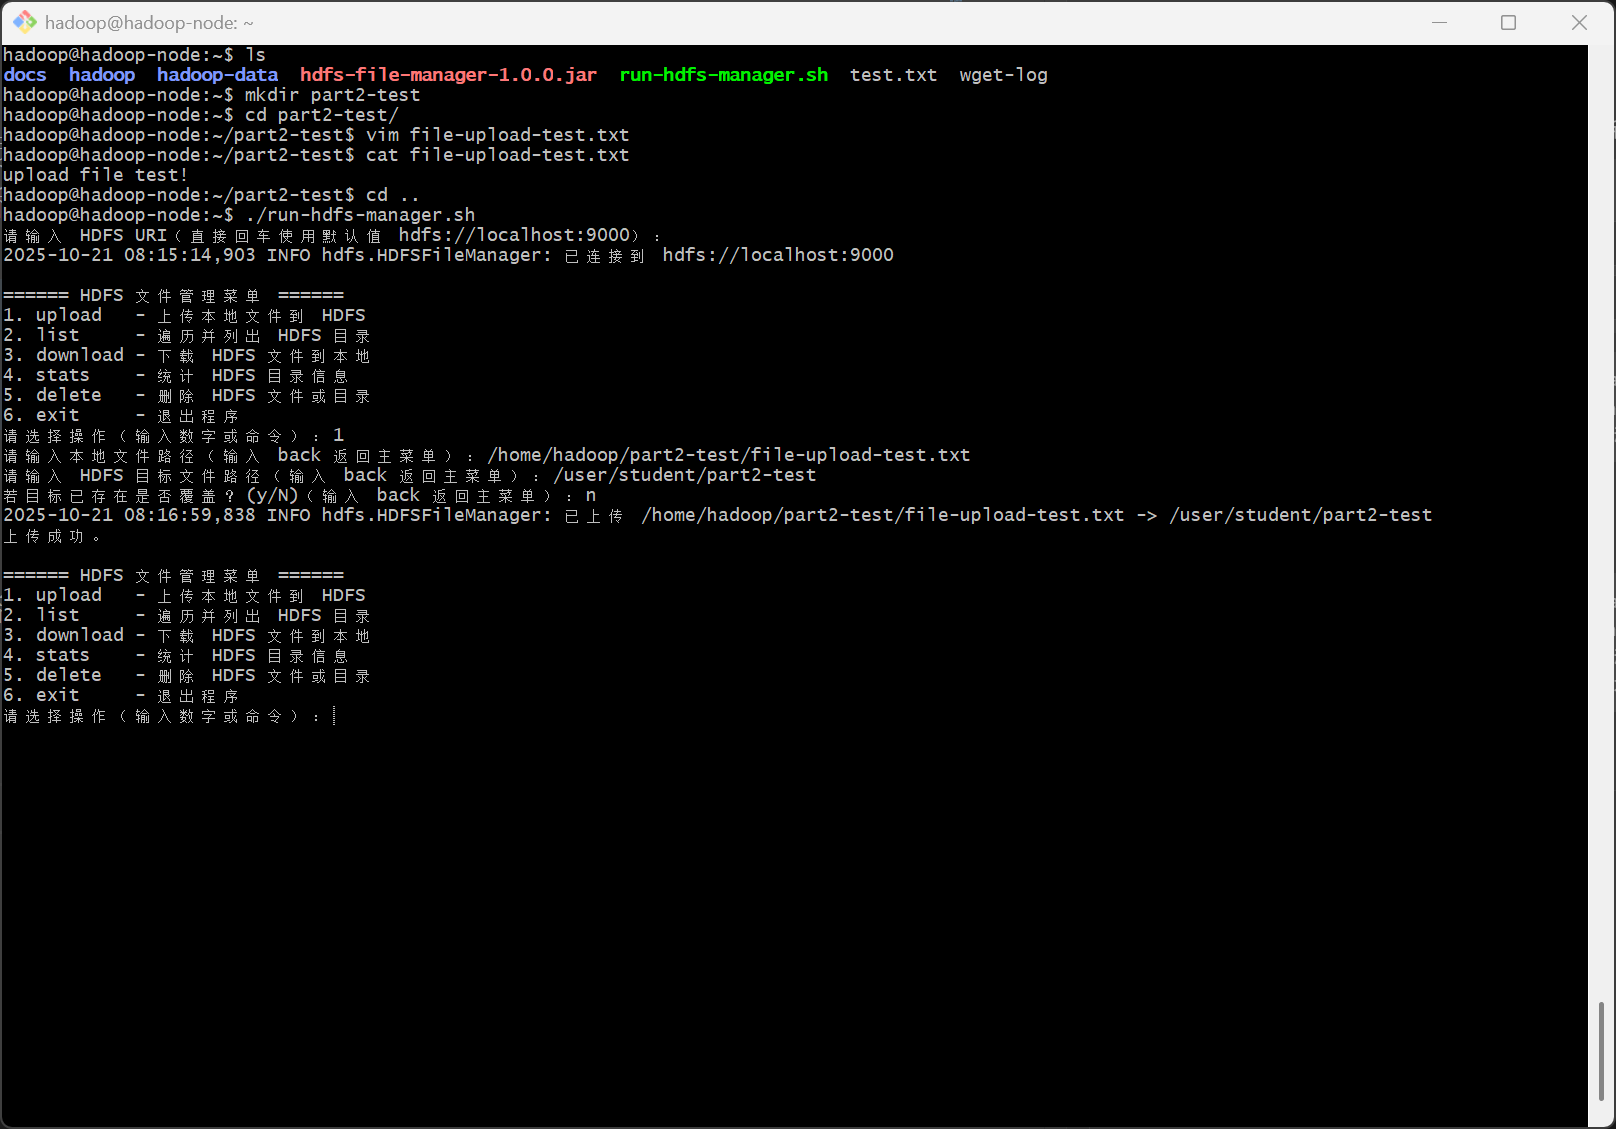 hadoop@hadoop-node: ~
hadoop@hadoop-node:~$ ls
docs  hadoop  hadoop-data  hdfs-file-manager-1.0.0.jar  run-hdfs-manager.sh  test.txt  wget-log
hadoop@hadoop-node:~$ mkdir part2-test
hadoop@hadoop-node:~$ cd part2-test/
hadoop@hadoop-node:~/part2-test$ vim file-upload-test.txt
hadoop@hadoop-node:~/part2-test$ cat file-upload-test.txt
upload file test!
hadoop@hadoop-node:~/part2-test$ cd ..
hadoop@hadoop-node:~$ ./run-hdfs-manager.sh
请输入 HDFS URI（直接回车使用默认值 hdfs://localhost:9000）：
2025-10-21 08:15:14,903 INFO hdfs.HDFSFileManager: 已连接到 hdfs://localhost:9000
====== HDFS 文件管理菜单 ======
1. upload   - 上传本地文件到 HDFS
2. list     - 遍历并列出 HDFS 目录
3. download - 下载 HDFS 文件到本地
4. stats    - 统计 HDFS 目录信息
5. delete   - 删除 HDFS 文件或目录
6. exit     - 退出程序
请选择操作（输入数字或命令）：1
请输入本地文件路径（输入 back 返回主菜单）：/home/hadoop/part2-test/file-upload-test.txt
请输入 HDFS 目标文件路径（输入 back 返回主菜单）：/user/student/part2-test
若目标已存在是否覆盖？(y/N)（输入 back 返回主菜单）：n
2025-10-21 08:16:59,838 INFO hdfs.HDFSFileManager: 已上传 /home/hadoop/part2-test/file-upload-test.txt -> /user/student/part2-test
上传成功。
====== HDFS 文件管理菜单 ======
1. upload   - 上传本地文件到 HDFS
2. list     - 遍历并列出 HDFS 目录
3. download - 下载 HDFS 文件到本地
4. stats    - 统计 HDFS 目录信息
5. delete   - 删除 HDFS 文件或目录
6. exit     - 退出程序
请选择操作（输入数字或命令）：